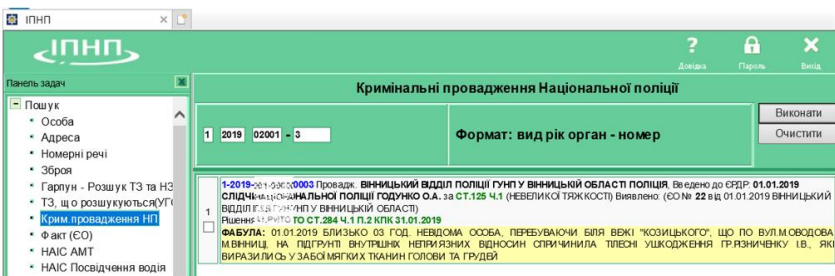 ІПНП
ІПНП
?
Довідка
Пароль
Вихід
Панель задач
Кримінальні провадження Національної поліції
Пошук
Особа
Адреса
Номерні речі
Зброя
Гарпун - Розшук ТЗ та НЗ
ТЗ, що розшукуються(УГ
Крим.провадження НП
Факт (ЄО)
НАІС АМТ
НАІС Посвідчення водія
1 2019 02001 - 3
Формат: вид рік орган - номер
Виконати
Очистити
1
1-2019- 0003 Провадж. ВІННИЦЬКИЙ ВІДДІЛ ПОЛІЦІЇ ГУНП У ВІННИЦЬКІЙ ОБЛАСТІ ПОЛІЦІЯ, Введено до ЄРДР: 01.01.2019
СЛІДЧИЙ НАЦІОНАЛЬНОЇ ПОЛІЦІЇ ГОДУНКО О.А. за СТ.125 Ч.1 (НЕВЕЛИКОЇ ТЯЖКОСТІ) Виявлено: (ЄО № 22 від 01.01.2019 ВІННИЦЬКИЙ
ВІДДІЛ ГУНП У ВІННИЦЬКІЙ ОБЛАСТІ)
Рішення ТО СТ.284 Ч.1 П.2 КПК 31.01.2019
ФАБУЛА: 01.01.2019 БЛИЗЬКО 03 ГОД. НЕВІДОМА ОСОБА, ПЕРЕБУВАЮЧИ БІЛЯ ВЕЖІ "КОЗИЦЬКОГО", ЩО ПО ВУЛ.М.ОВОДОВА
М.ВІННИЦІ, НА ПІДГРУНТІ ВНУТРІШНІХ НЕПРИЯЗНИХ ВІДНОСИН СПРИЧИНИЛА ТІЛЕСНІ УШКОДЖЕННЯ ГР.РІЗНИЧЕНКУ І.В., ЯКІ
ВИРАЗИЛИСЬ У ЗАБОЇ МЯГКИХ ТКАНИН ГОЛОВИ ТА ГРУДЕЙ